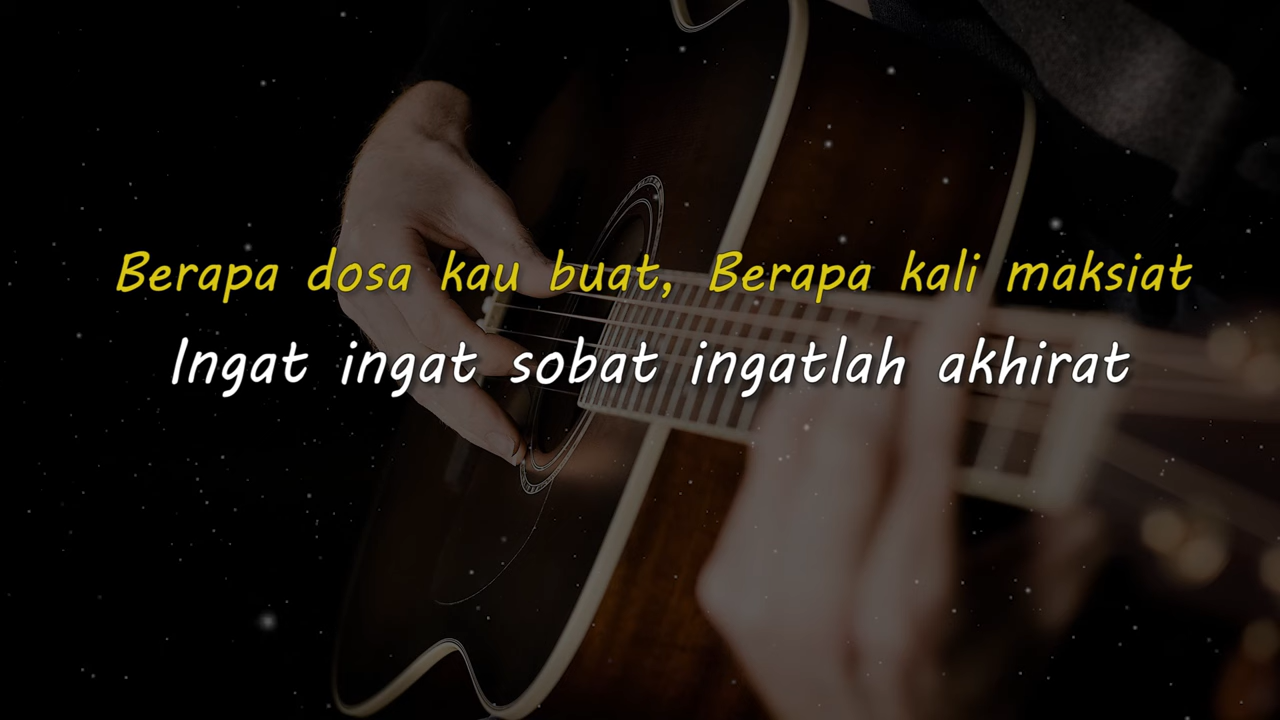 Berapa dosa kau buat, Berapa kali maksiat
Ingat ingat sobat ingatlah akhirat